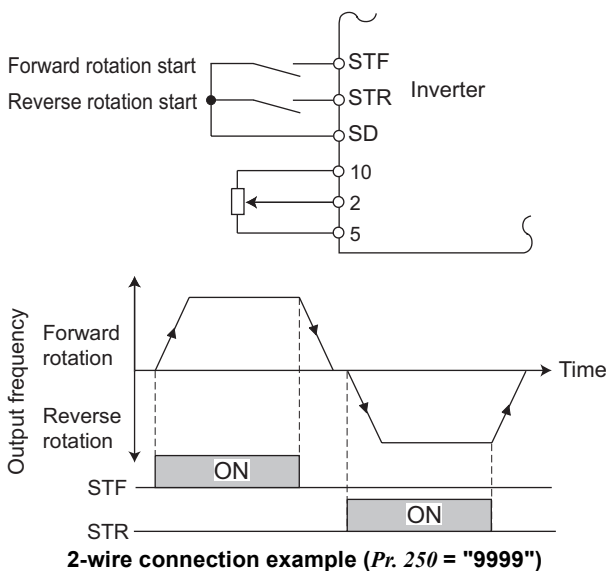 Forward rotation start
Reverse rotation start
STF
STR
Inverter
SD
10
2
5
Output frequency
Forward
rotation
Time
Reverse
rotation
ON
STF
ON
STR
2-wire connection example (Pr. 250 = "9999")